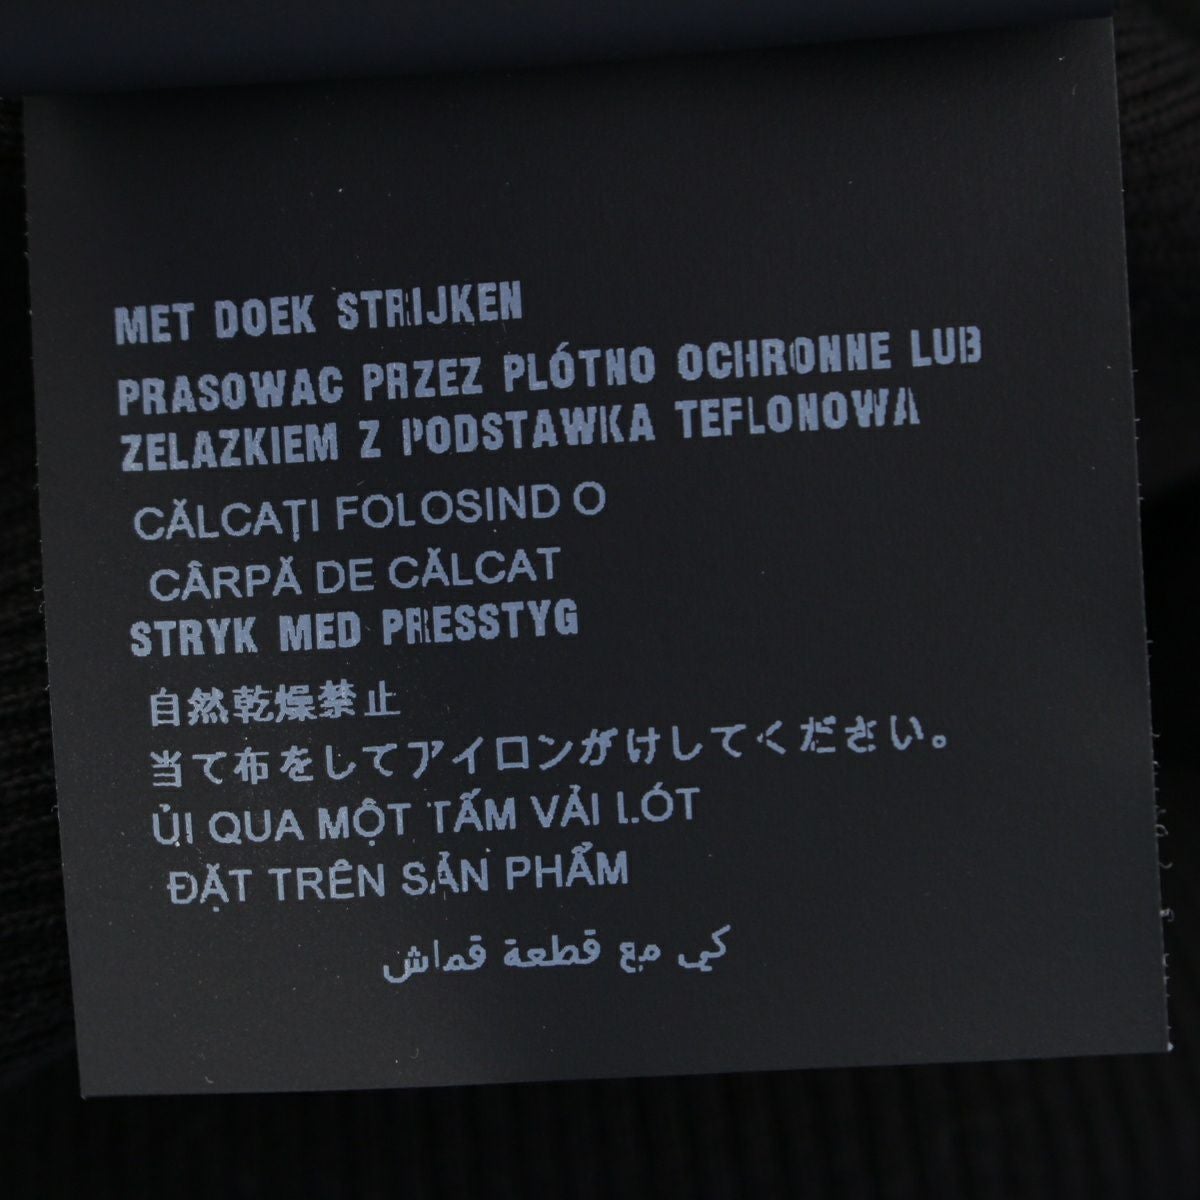 MET DOEK STRIJKEN
PRASOWAC PRZEZ PLÓTNO OCHRONNE LUB
ZELAZKIEM Z PODSTAWKA TEFLONOWA
CĂLCAȚI FOLOSIND O
CÂRPĂ DE CĂLCAT
STRYK MED PRESSTYG
自然乾燥禁止
当て布をしてアイロンがけしてください。
ỦI QUA MỘT TẤM VẢI LÓT
ĐẶT TRÊN SẢN PHẨM
كي مع قطعة قماش